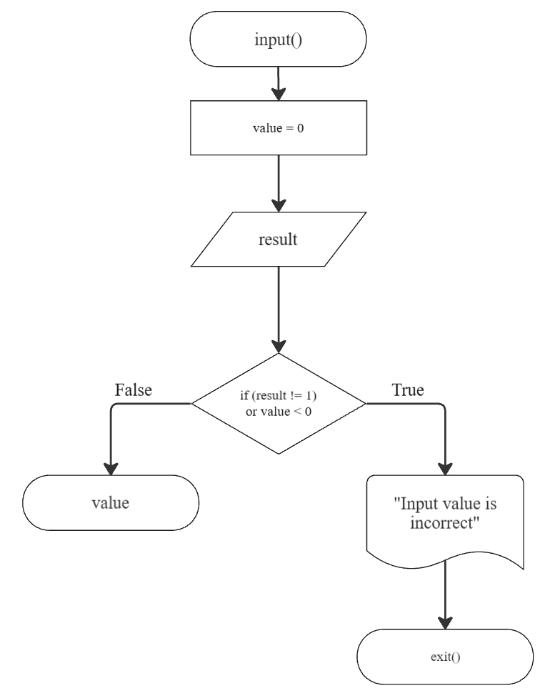 input()
value = 0
result
if (result != 1)
or value < 0
False
True
value
"Input value is
incorrect"
exit()